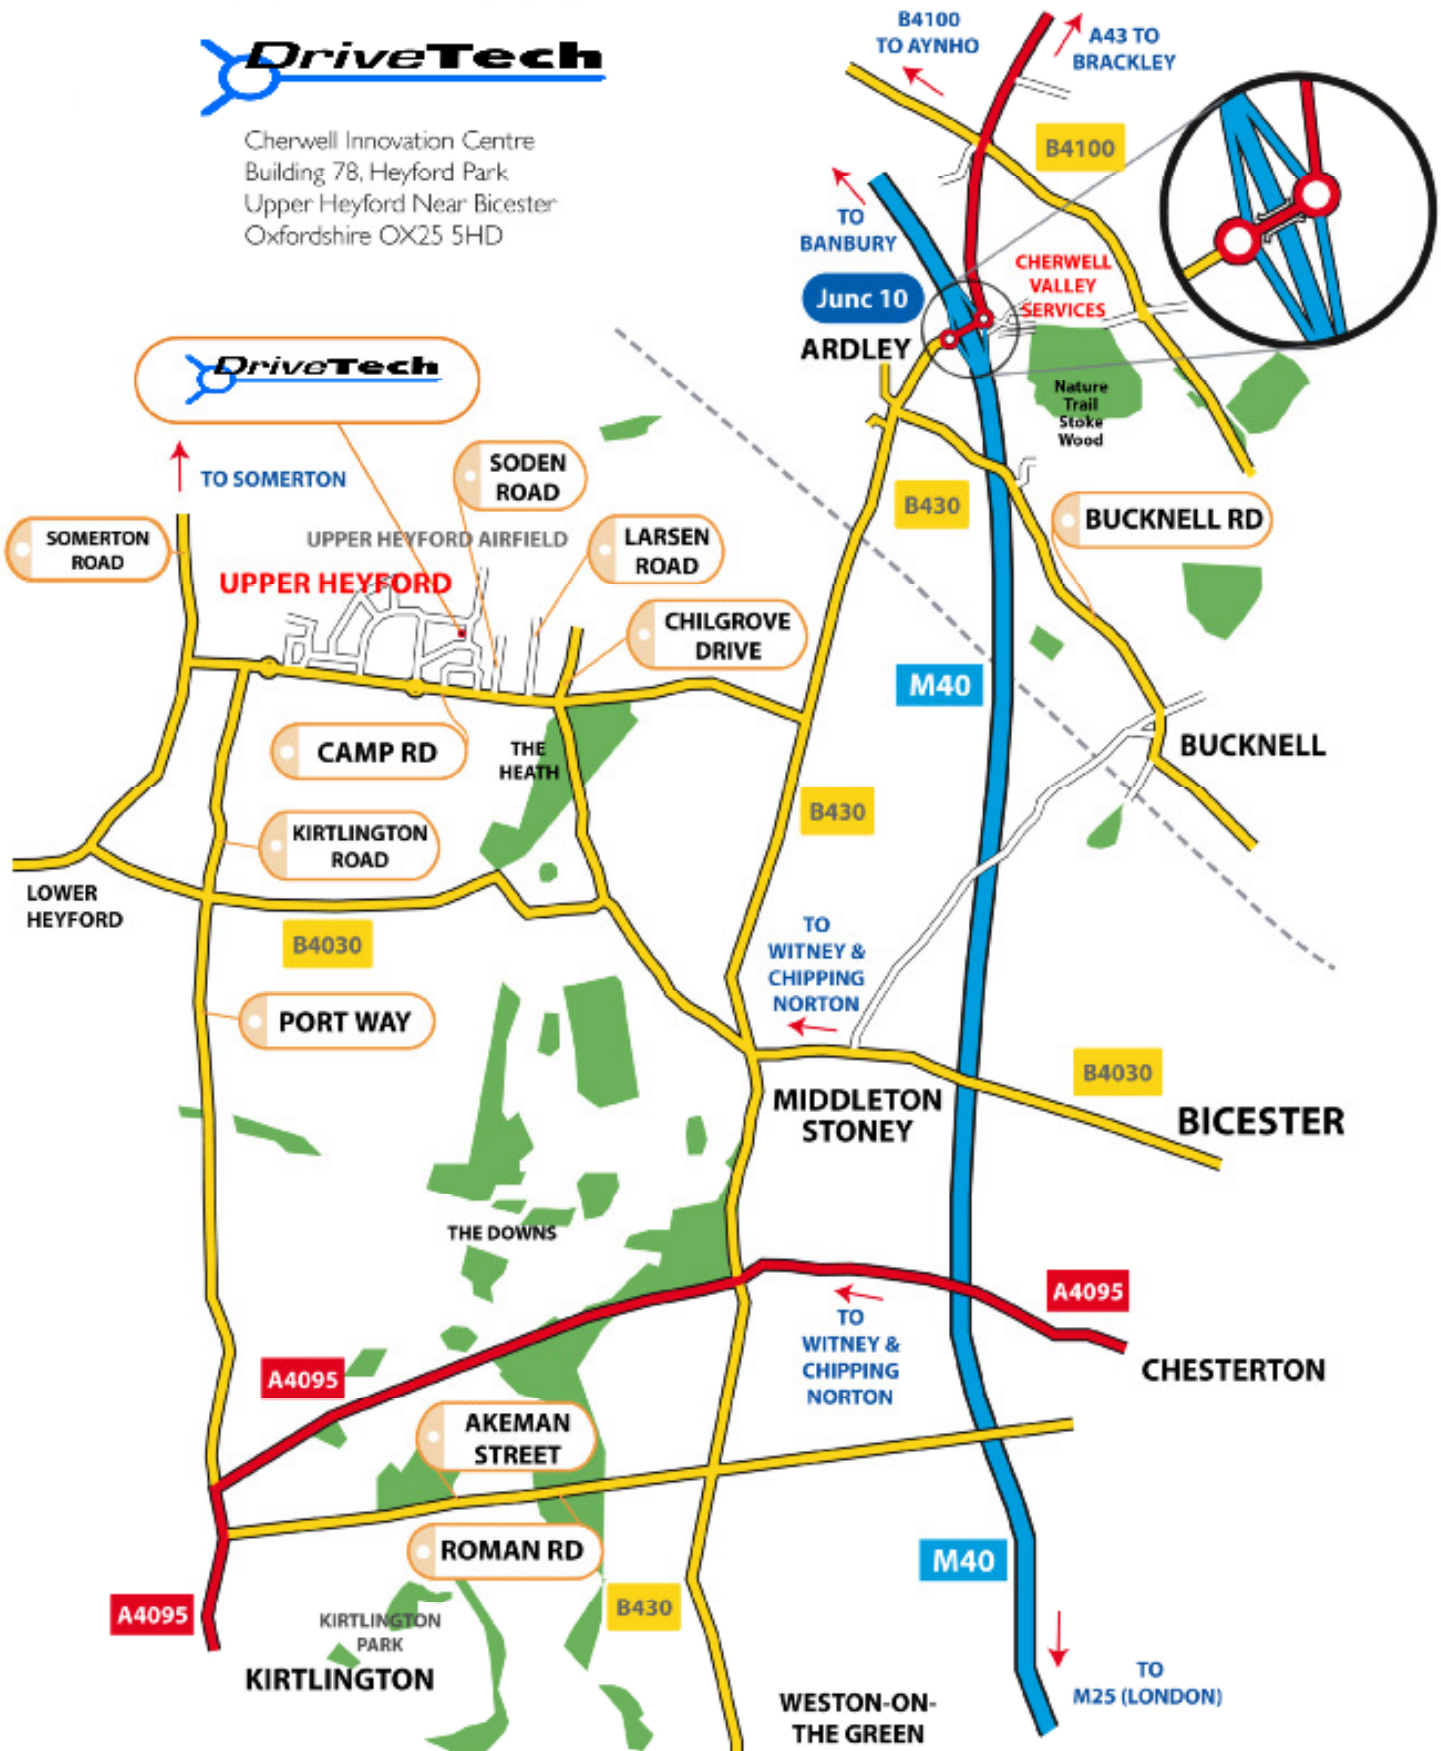 DriveTech
Cherwell Innovation Centre
Building 78, Heyford Park
Upper Heyford Near Bicester
Oxfordshire OX25 5HD
B4100
TO AYNHO
A43 TO
BRACKLEY
B4100
TO
BANBURY
CHERWELL
VALLEY
SERVICES
Junc 10
ARDLEY
Nature
Trail
Stoke
Wood
DriveTech
TO SOMERTON
SODEN
ROAD
SOMERTON
ROAD
UPPER HEYFORD AIRFIELD
LARSEN
ROAD
B430
BUCKNELL RD
UPPER HEYFORD
CHILGROVE
DRIVE
M40
CAMP RD
THE
HEATH
BUCKNELL
B430
KIRTLINGTON
ROAD
LOWER
HEYFORD
B4030
TO
WITNEY &
CHIPPING
NORTON
PORT WAY
B4030
MIDDLETON
STONEY
BICESTER
THE DOWNS
A4095
TO
WITNEY &
CHIPPING
NORTON
CHESTERTON
A4095
AKEMAN
STREET
ROMAN RD
M40
A4095
B430
KIRTLINGTON
PARK
KIRTLINGTON
TO
M25 (LONDON)
WESTON-ON-
THE GREEN